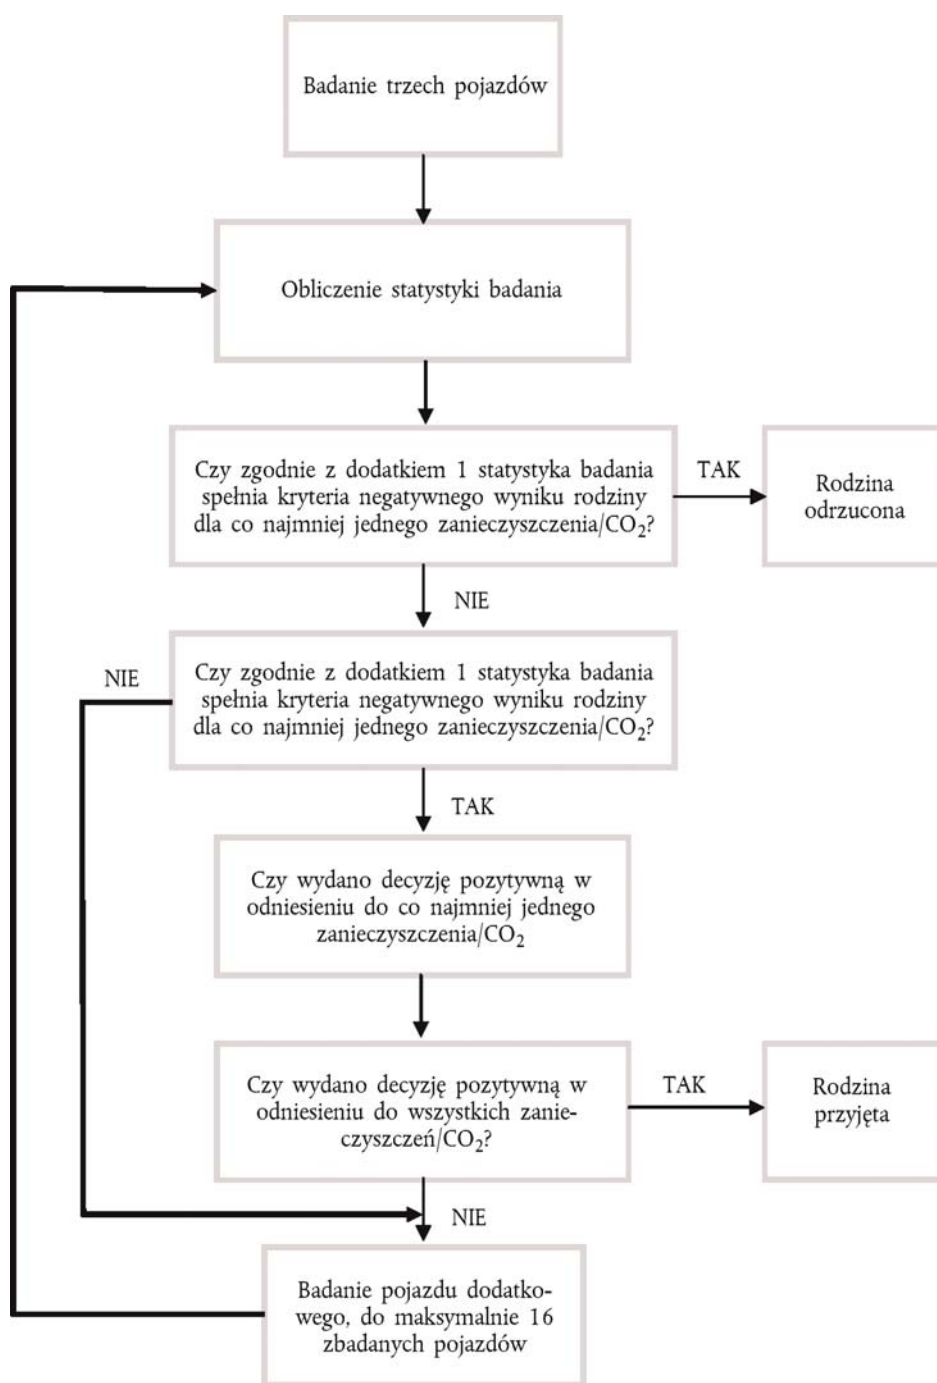 Badanie trzech pojazdów
Obliczenie statystyki badania
Czy zgodnie z dodatkiem 1 statystyka badania
spełnia kryteria negatywnego wyniku rodziny
dla co najmniej jednego zanieczyszczenia/CO₂?
TAK
Rodzina
odrzucona
NIE
NIE
Czy zgodnie z dodatkiem 1 statystyka badania
spełnia kryteria negatywnego wyniku rodziny
dla co najmniej jednego zanieczyszczenia/CO₂?
TAK
Czy wydano decyzję pozytywną w
odniesieniu do co najmniej jednego
zanieczyszczenia/CO₂
Czy wydano decyzję pozytywną w
odniesieniu do wszystkich zanie-
czyszczeń/CO₂?
TAK
Rodzina
przyjęta
NIE
Badanie pojazdu dodatko-
wego, do maksymalnie 16
zbadanych pojazdów